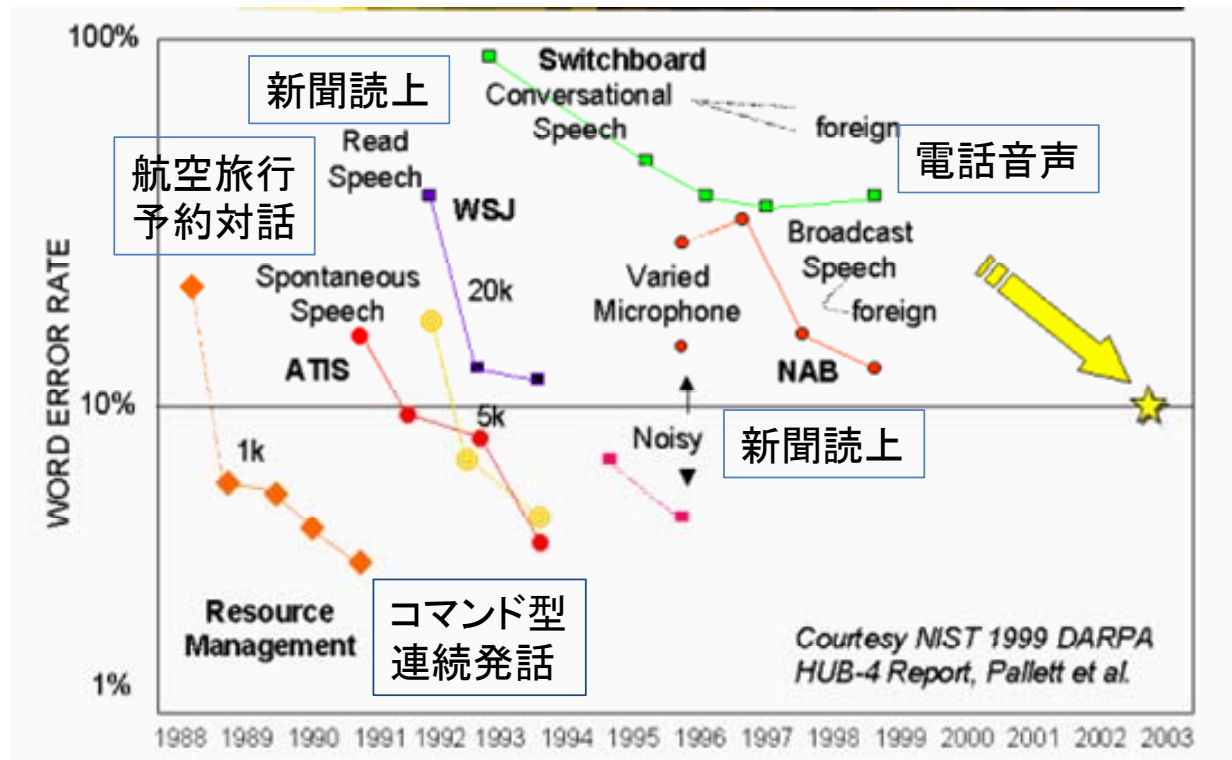 100%
新聞読上
Switchboard
Conversational
Speech
foreign
電話音声
Read
Speech
航空旅行
予約対話
WSJ
Broadcast
Speech
foreign
Spontaneous
Speech
20k
Varied
Microphone
ATIS
NAB
WORD ERROR RATE
10%
5k
1k
Noisy
新聞読上
Resource
Management
コマンド型
連続発話
Courtesy NIST 1999 DARPA
HUB-4 Report, Pallett et al.
1%
1988 1989 1990 1991 1992 1993 1994 1995 1996 1997 1998 1999 2000 2001 2002 2003